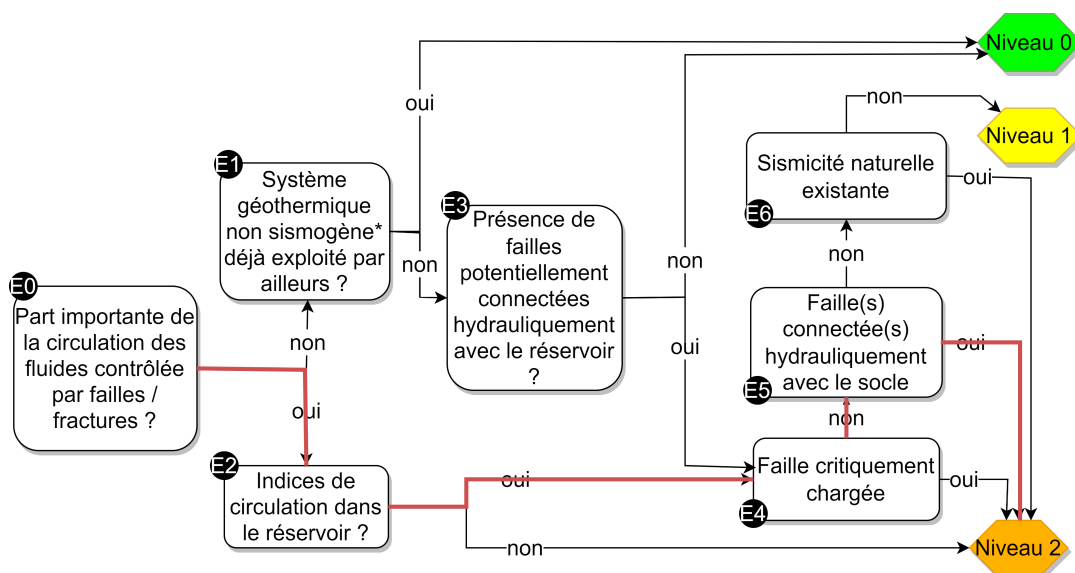 Niveau 0
oui
Niveau 1
non
E1
Système
géothermique
non sismogène*
déjà exploité par
ailleurs ?
non
E3
Présence de
failles
potentiellement
connectées
hydrauliquement
avec le réservoir
?
non
oui
Sismicité naturelle
existante
E6
oui
non
E0
Part importante de
la circulation des
fluides contrôlée
par failles /
fractures ?
non
oui
Faille(s)
connectée(s)
hydrauliquement
avec le socle
E5
oui
non
E2
Indices de
circulation dans
le réservoir ?
oui
non
Faille critiquement
chargée
E4
oui
Niveau 2